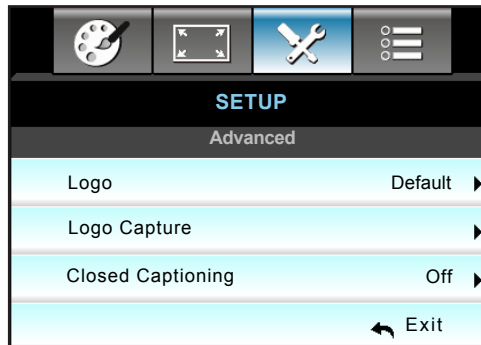 SETUP
Advanced
Logo Default
Logo Capture
Closed Captioning Off
Exit